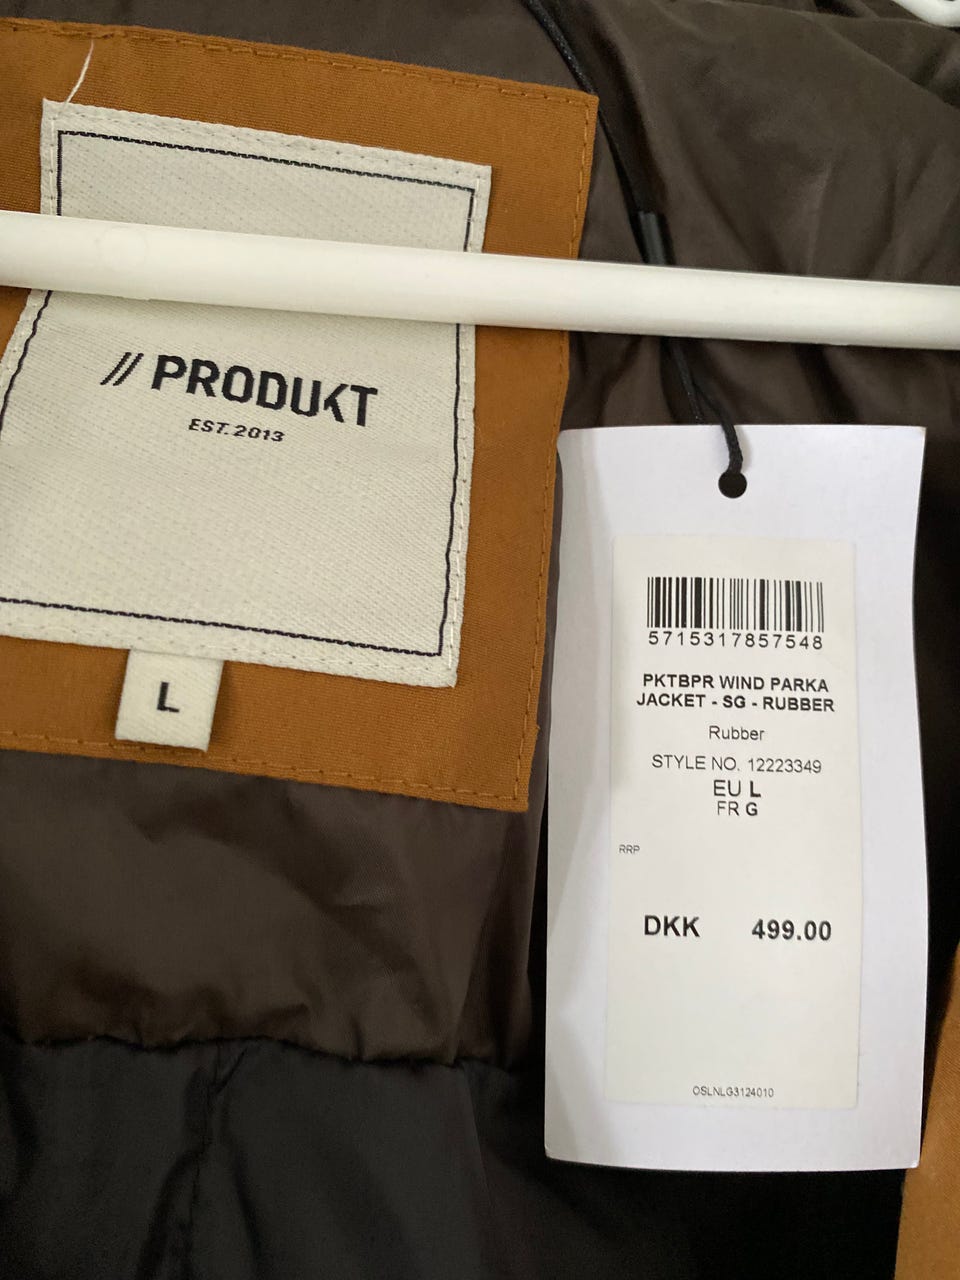 // PRODUKT
EST. 2013
L
5715317857548
PKTBPR WIND PARKA
JACKET - SG - RUBBER
Rubber
STYLE NO. 12223349
EU L
FR G
RRP
DKK 499.00
OSLNLG3124010